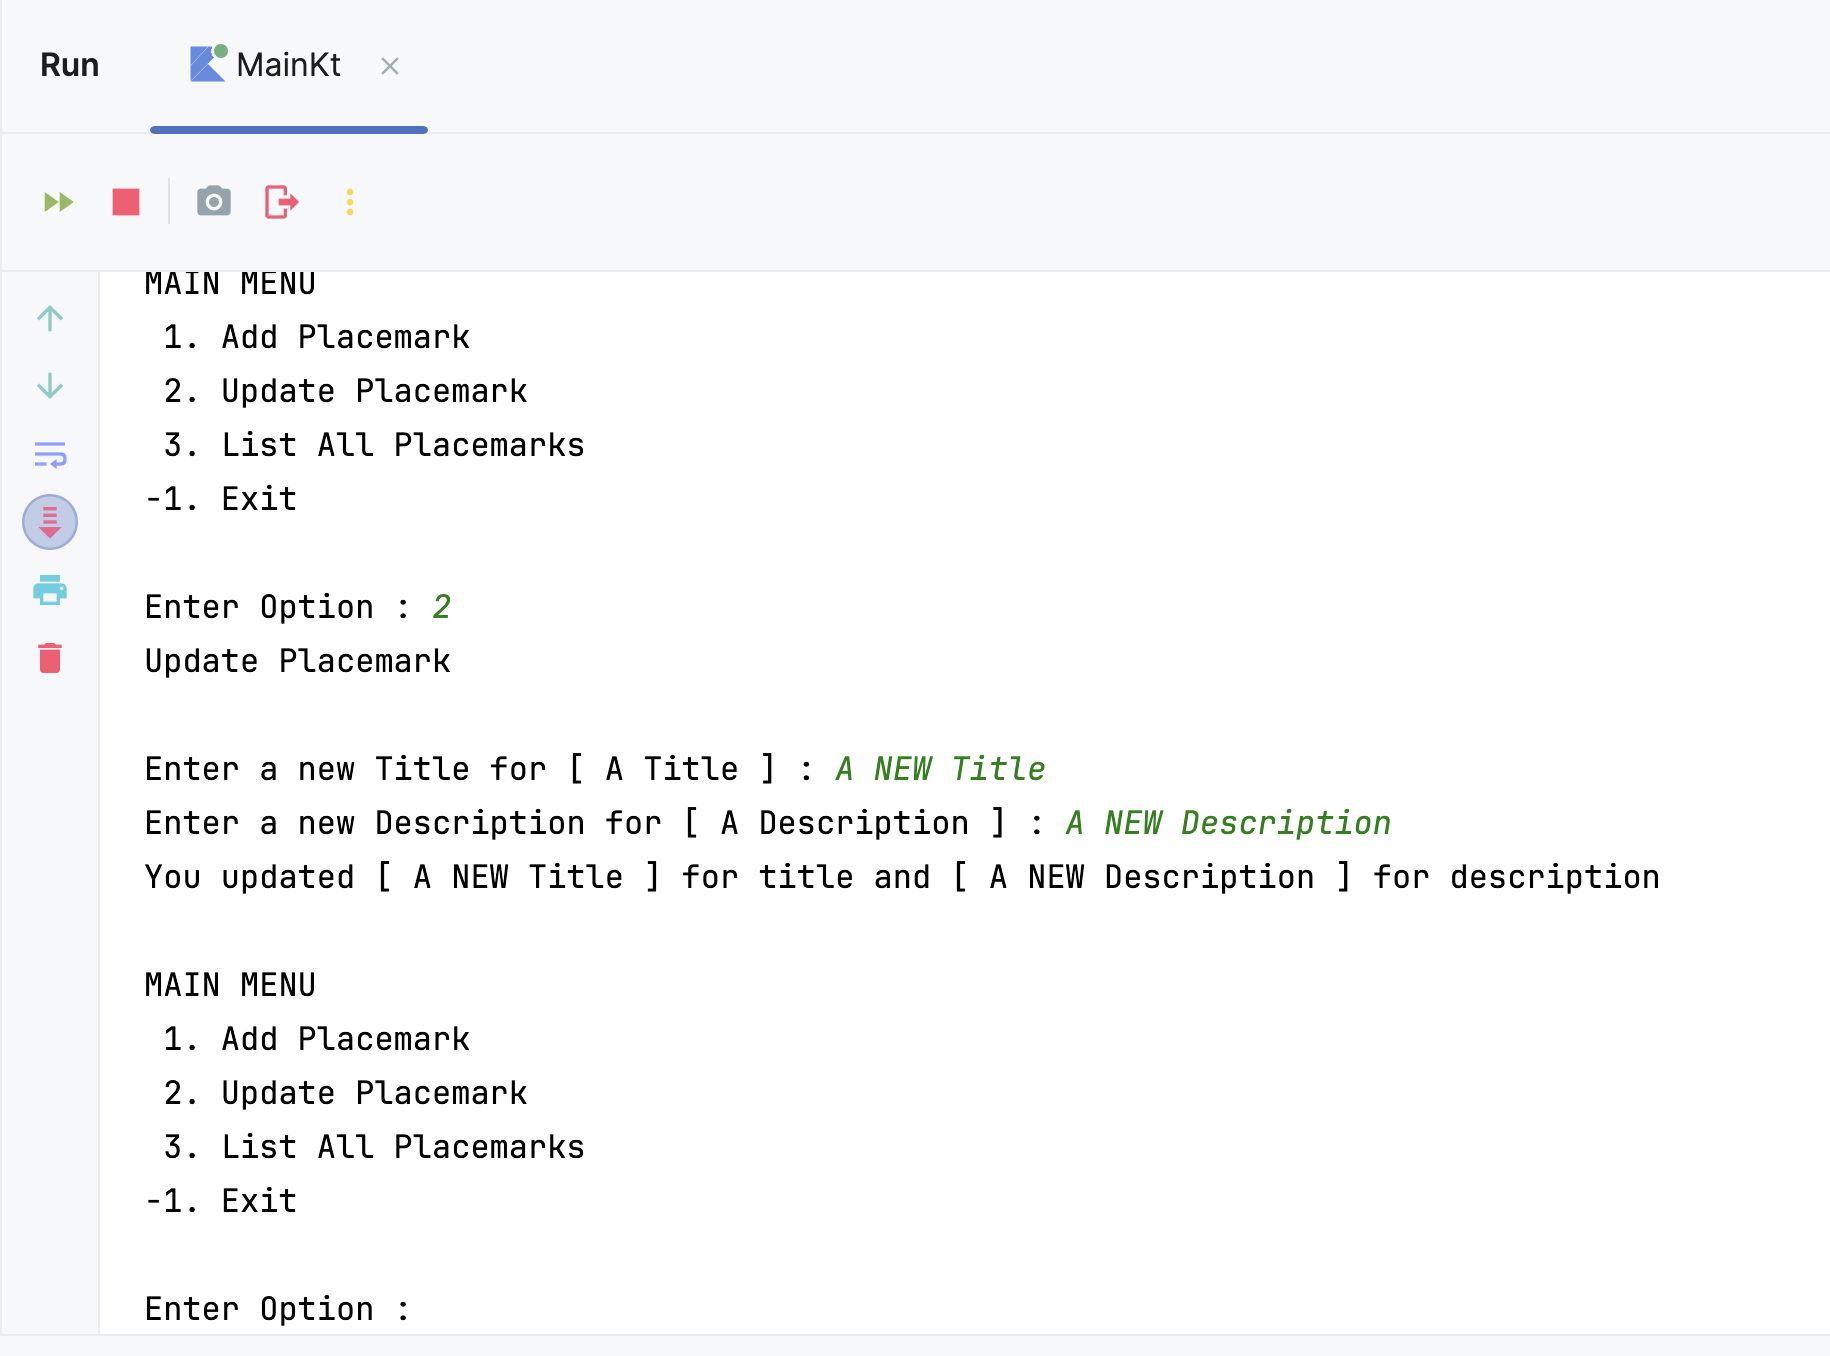 Run MainKt
MAIN MENU
 1. Add Placemark
 2. Update Placemark
 3. List All Placemarks
-1. Exit
Enter Option : 2
Update Placemark
Enter a new Title for [ A Title ] : A NEW Title
Enter a new Description for [ A Description ] : A NEW Description
You updated [ A NEW Title ] for title and [ A NEW Description ] for description
MAIN MENU
 1. Add Placemark
 2. Update Placemark
 3. List All Placemarks
-1. Exit
Enter Option :